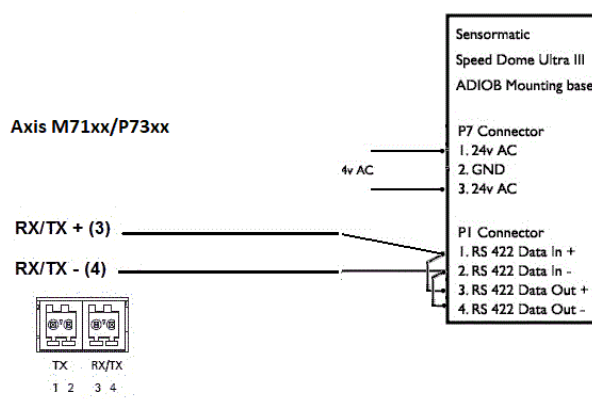 Sensormatic
Speed Dome Ultra III
ADIOB Mounting base
Axis M71xx/P73xx
P7 Connector
1. 24v AC
4v AC
2. GND
3. 24v AC
RX/TX + (3)
P1 Connector
1. RS 422 Data In +
RX/TX - (4)
2. RS 422 Data In -
3. RS 422 Data Out +
4. RS 422 Data Out -
TX RX/TX
1 2 3 4